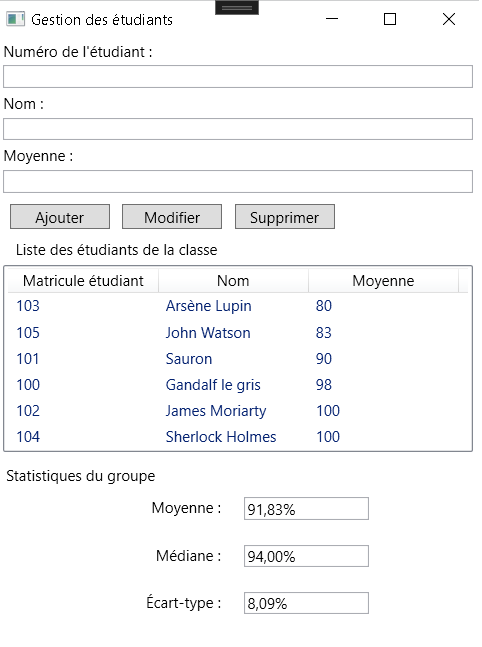 Gestion des étudiants
Numéro de l'étudiant :
Nom :
Moyenne :
Ajouter Modifier Supprimer
Liste des étudiants de la classe
Matricule étudiant Nom Moyenne
103 Arsène Lupin 80
105 John Watson 83
101 Sauron 90
100 Gandalf le gris 98
102 James Moriarty 100
104 Sherlock Holmes 100
Statistiques du groupe
Moyenne : 91,83%
Médiane : 94,00%
Écart-type : 8,09%